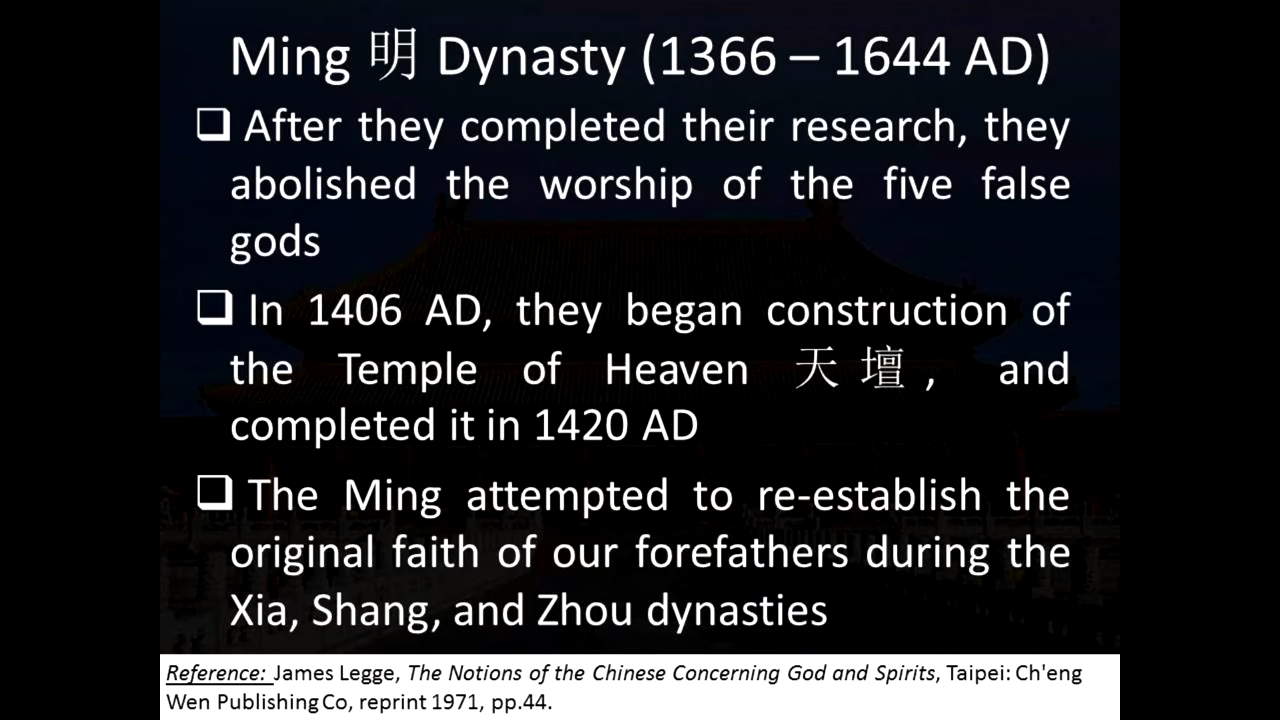 Ming 明 Dynasty (1366 – 1644 AD)
❑ After they completed their research, they
abolished the worship of the five false
gods
❑ In 1406 AD, they began construction of
the Temple of Heaven 天壇, and
completed it in 1420 AD
❑ The Ming attempted to re-establish the
original faith of our forefathers during the
Xia, Shang, and Zhou dynasties
Reference: James Legge, The Notions of the Chinese Concerning God and Spirits, Taipei: Ch'eng
Wen Publishing Co, reprint 1971, pp.44.